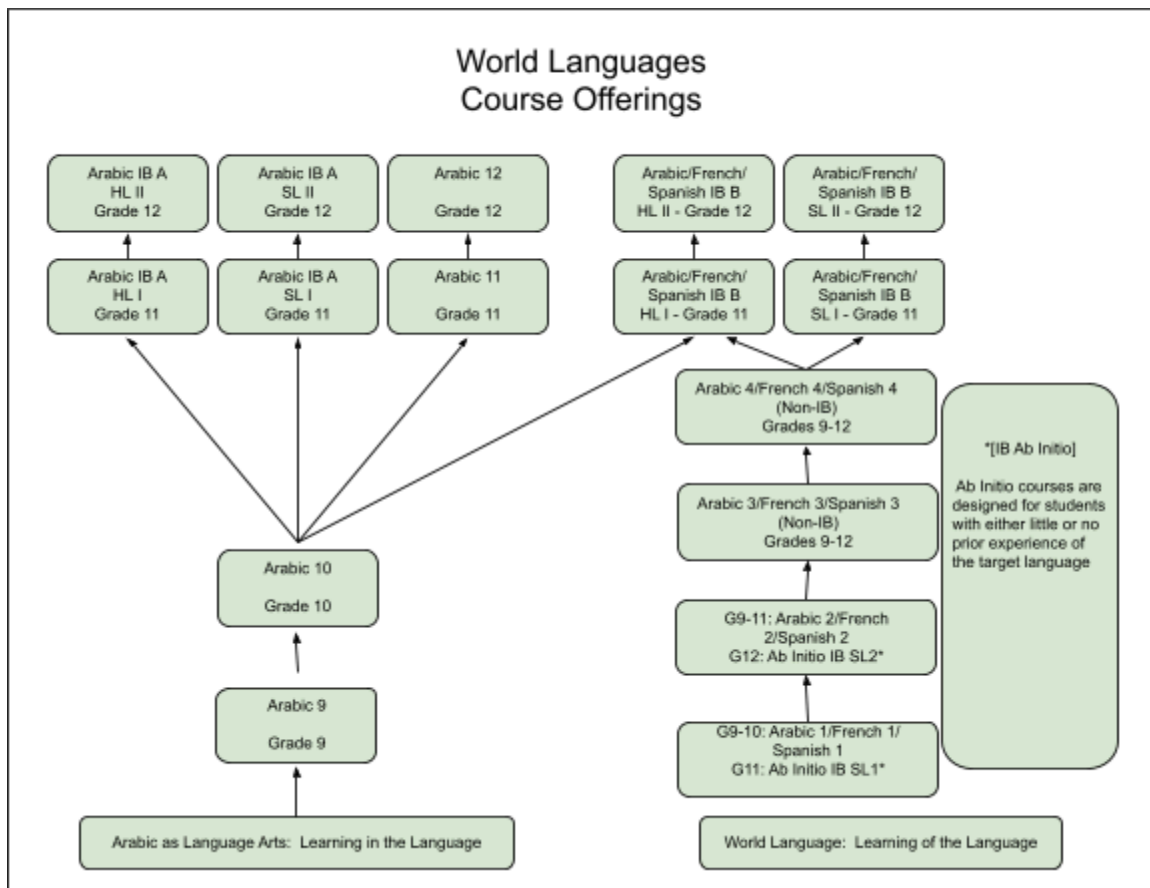 World Languages
Course Offerings
Arabic IB A
HL II
Grade 12
Arabic IB A
SL II
Grade 12
Arabic 12
Grade 12
Arabic/French/
Spanish IB B
HL II - Grade 12
Arabic/French/
Spanish IB B
SL II - Grade 12
Arabic IB A
HL I
Grade 11
Arabic IB A
SL I
Grade 11
Arabic 11
Grade 11
Arabic/French/
Spanish IB B
HL I - Grade 11
Arabic/French/
Spanish IB B
SL I - Grade 11
Arabic 4/French 4/Spanish 4
(Non-IB)
Grades 9-12
*[IB Ab Initio]
Ab Initio courses are
designed for students
with either little or no
prior experience of
the target language
Arabic 3/French 3/Spanish 3
(Non-IB)
Grades 9-12
Arabic 10
Grade 10
G9-11: Arabic 2/French
2/Spanish 2
G12: Ab Initio IB SL2*
Arabic 9
Grade 9
G9-10: Arabic 1/French 1/
Spanish 1
G11: Ab Initio IB SL1*
Arabic as Language Arts:  Learning in the Language
World Language:  Learning of the Language